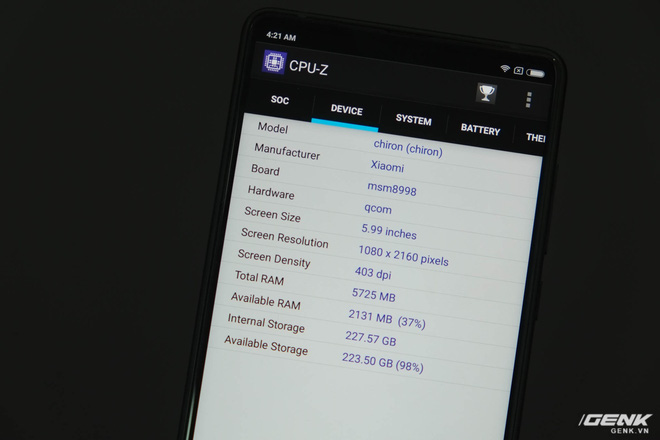 4:21 AM
CPU-Z
SOC DEVICE SYSTEM BATTERY THE
Model chiron (chiron)
Manufacturer Xiaomi
Board msm8998
Hardware qcom
Screen Size 5.99 inches
Screen Resolution 1080 x 2160 pixels
Screen Density 403 dpi
Total RAM 5725 MB
Available RAM 2131 MB (37%)
Internal Storage 227.57 GB
Available Storage 223.50 GB (98%)
GENK
GENK.VN